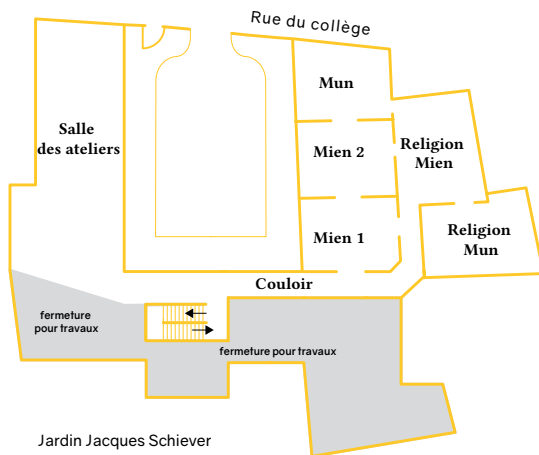 Rue du collège
Mun
Salle
des ateliers
Mien 2
Religion
Mien
Mien 1
Religion
Mun
Couloir
fermeture
pour travaux
fermeture pour travaux
Jardin Jacques Schiever